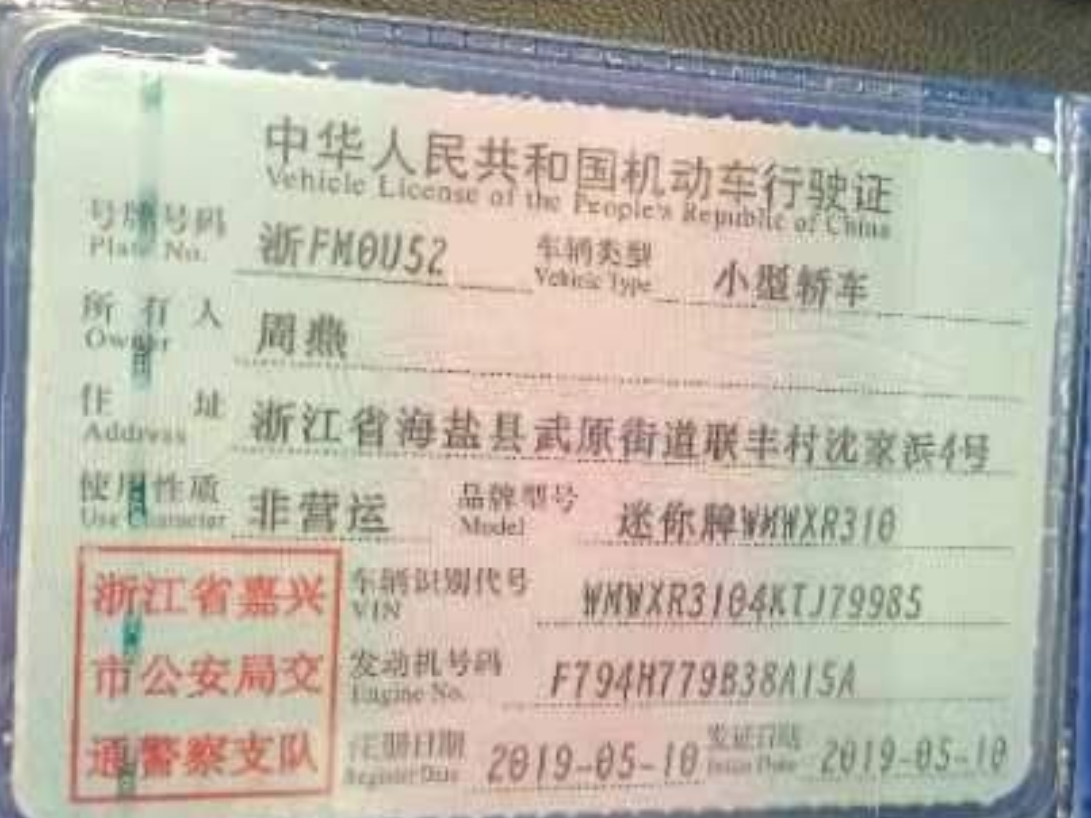 中华人民共和国机动车行驶证
Vehicle License of the People's Republic of China
号牌号码 浙FM0U52 车辆类型 小型轿车
Plate No. Vehicle Type
所有人 周燕
Owner
住址 浙江省海盐县武原街道联丰村沈家浜4号
Address
使用性质 非营运 品牌型号 迷你牌WMWXR310
Use Character Model
浙江省嘉兴
市公安局交
通警察支队
车辆识别代号 WMWXR3104KTJ79985
VIN
发动机号码 F794H779B38A15A
Engine No.
注册日期 2019-05-10 发证日期 2019-05-10
Register Date Issue Date